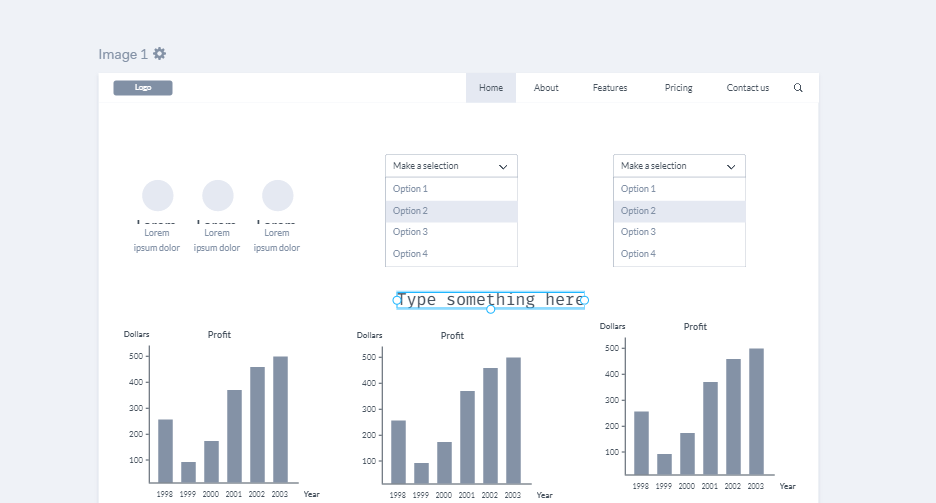 Image 1
Logo
Home About Features Pricing Contact us
Make a selection
Option 1
Option 2
Option 3
Option 4
Make a selection
Option 1
Option 2
Option 3
Option 4
Lorem Lorem Lorem
Lorem Lorem Lorem
ipsum dolor ipsum dolor ipsum dolor
Type something here
Dollars Profit
500
400
300
200
100
1998 1999 2000 2001 2002 2003 Year
Dollars Profit
500
400
300
200
100
1998 1999 2000 2001 2002 2003 Year
Dollars Profit
500
400
300
200
100
1998 1999 2000 2001 2002 2003 Year